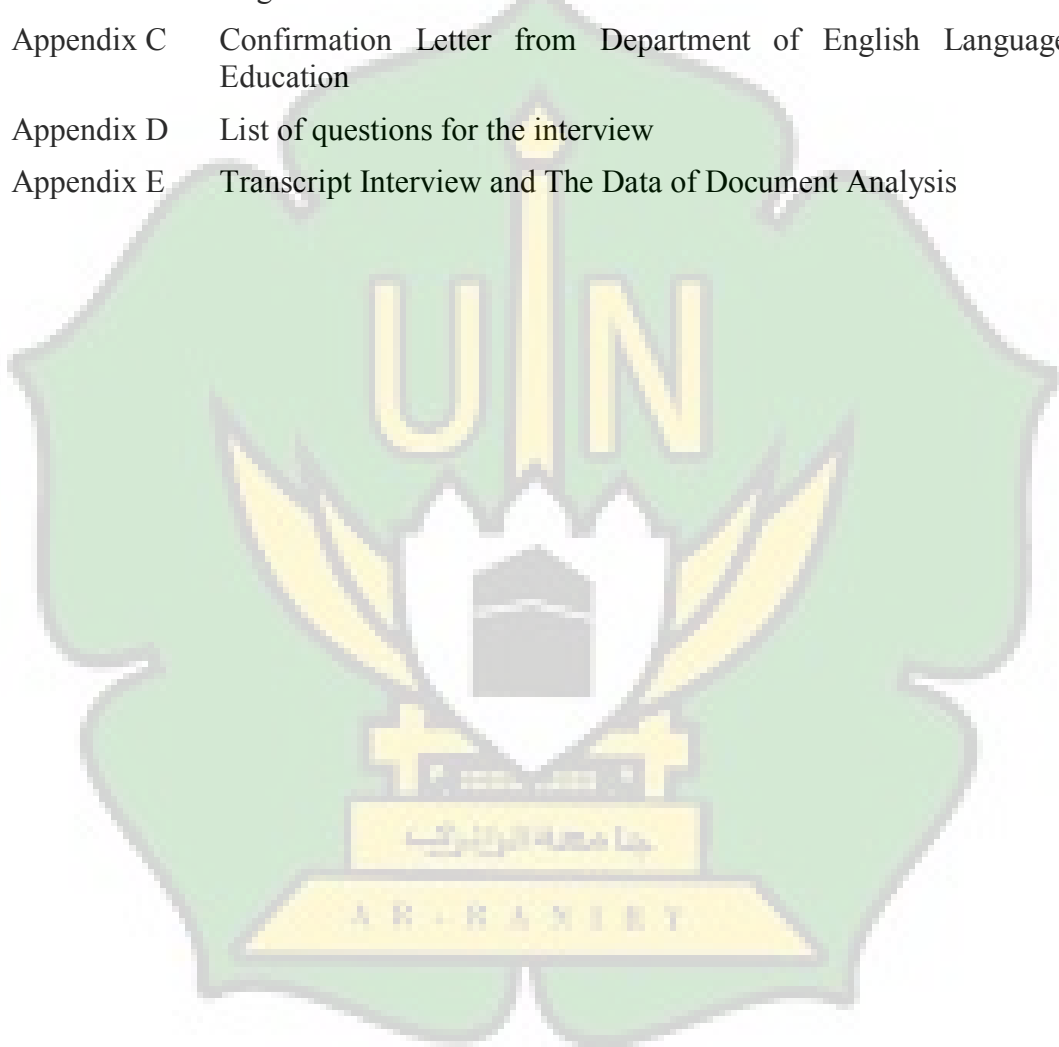 Appendix C Confirmation Letter from Department of English Language
Education
Appendix D List of questions for the interview
Appendix E Transcript Interview and The Data of Document Analysis
UIN
AR-RANIRY